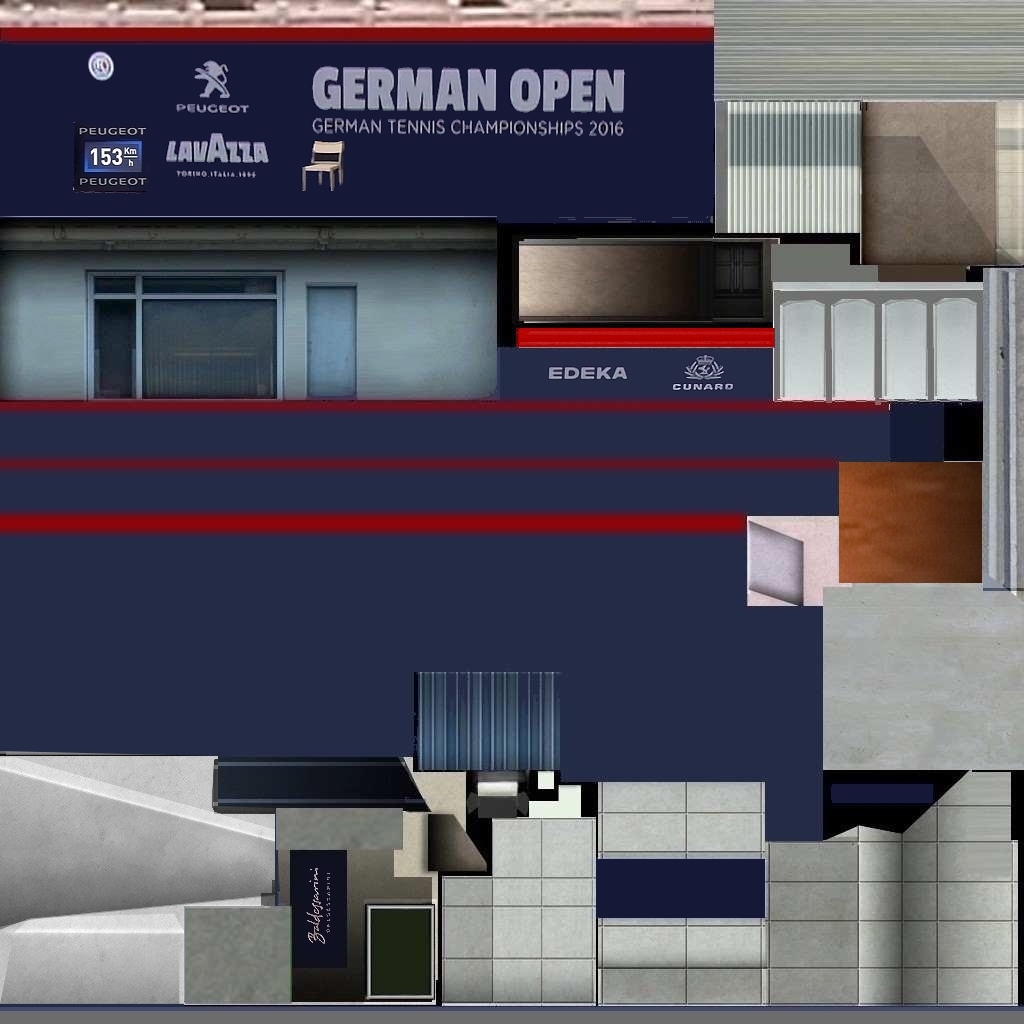 PEUGEOT
GERMAN OPEN
GERMAN TENNIS CHAMPIONSHIPS 2016
PEUGEOT
153 Km/h
PEUGEOT
LAVAZZA
TORINO, ITALIA, 1895
EDEKA
CUNARD
Baldessarini